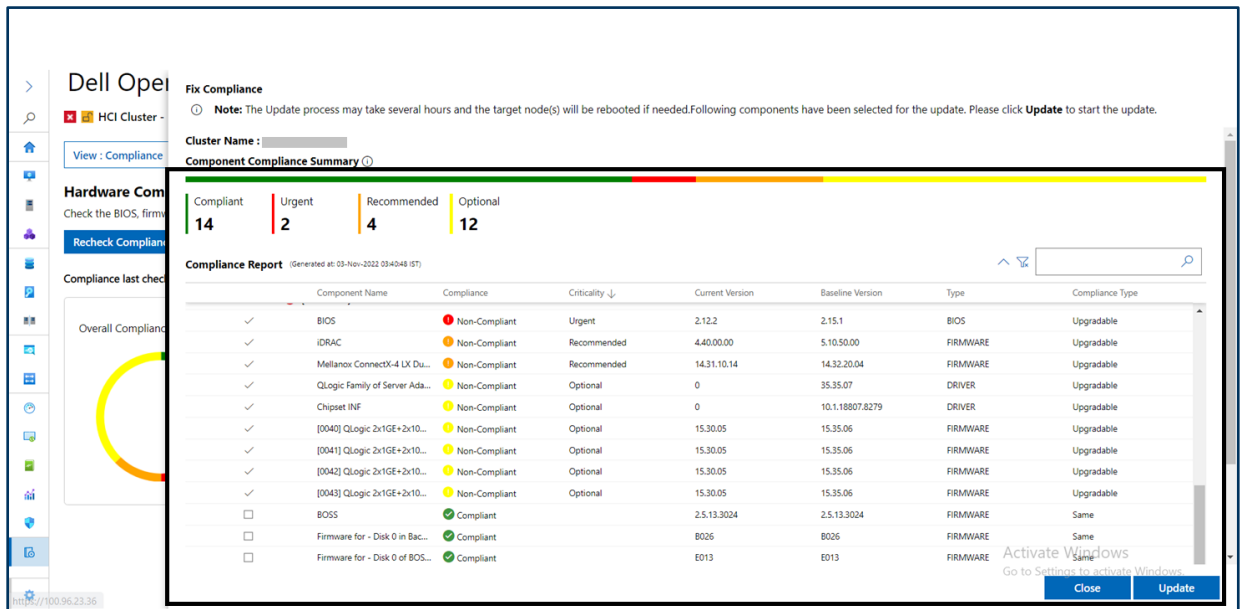 Dell Oper
HCI Cluster -
View : Compliance
Hardware Com
Check the BIOS, firmw
Recheck Complianc
Compliance last chec
Overall Complianc
Fix Compliance
Note: The Update process may take several hours and the target node(s) will be rebooted if needed.Following components have been selected for the update. Please click Update to start the update.
Cluster Name :
Component Compliance Summary
Compliant Urgent Recommended Optional
14 2 4 12
Compliance Report (Generated at: 03-Nov-2022 03:40:48 IST)
Component Name Compliance Criticality ↓ Current Version Baseline Version Type Compliance Type
BIOS Non-Compliant Urgent 2.12.2 2.15.1 BIOS Upgradable
iDRAC Non-Compliant Recommended 4.40.00.00 5.10.50.00 FIRMWARE Upgradable
Mellanox ConnectX-4 LX Du... Non-Compliant Recommended 14.31.10.14 14.32.20.04 FIRMWARE Upgradable
QLogic Family of Server Ada... Non-Compliant Optional 0 35.35.07 DRIVER Upgradable
Chipset INF Non-Compliant Optional 0 10.1.18807.8279 DRIVER Upgradable
[0040] QLogic 2x1GE+2x10... Non-Compliant Optional 15.30.05 15.35.06 FIRMWARE Upgradable
[0041] QLogic 2x1GE+2x10... Non-Compliant Optional 15.30.05 15.35.06 FIRMWARE Upgradable
[0042] QLogic 2x1GE+2x10... Non-Compliant Optional 15.30.05 15.35.06 FIRMWARE Upgradable
[0043] QLogic 2x1GE+2x10... Non-Compliant Optional 15.30.05 15.35.06 FIRMWARE Upgradable
BOSS Compliant 2.5.13.3024 2.5.13.3024 FIRMWARE Same
Firmware for - Disk 0 in Bac... Compliant B026 B026 FIRMWARE Same
Firmware for - Disk 0 of BOS... Compliant E013 E013 FIRMWARE Same
Activate Windows
Go to Settings to activate Windows.
Close Update
https://100.96.23.36